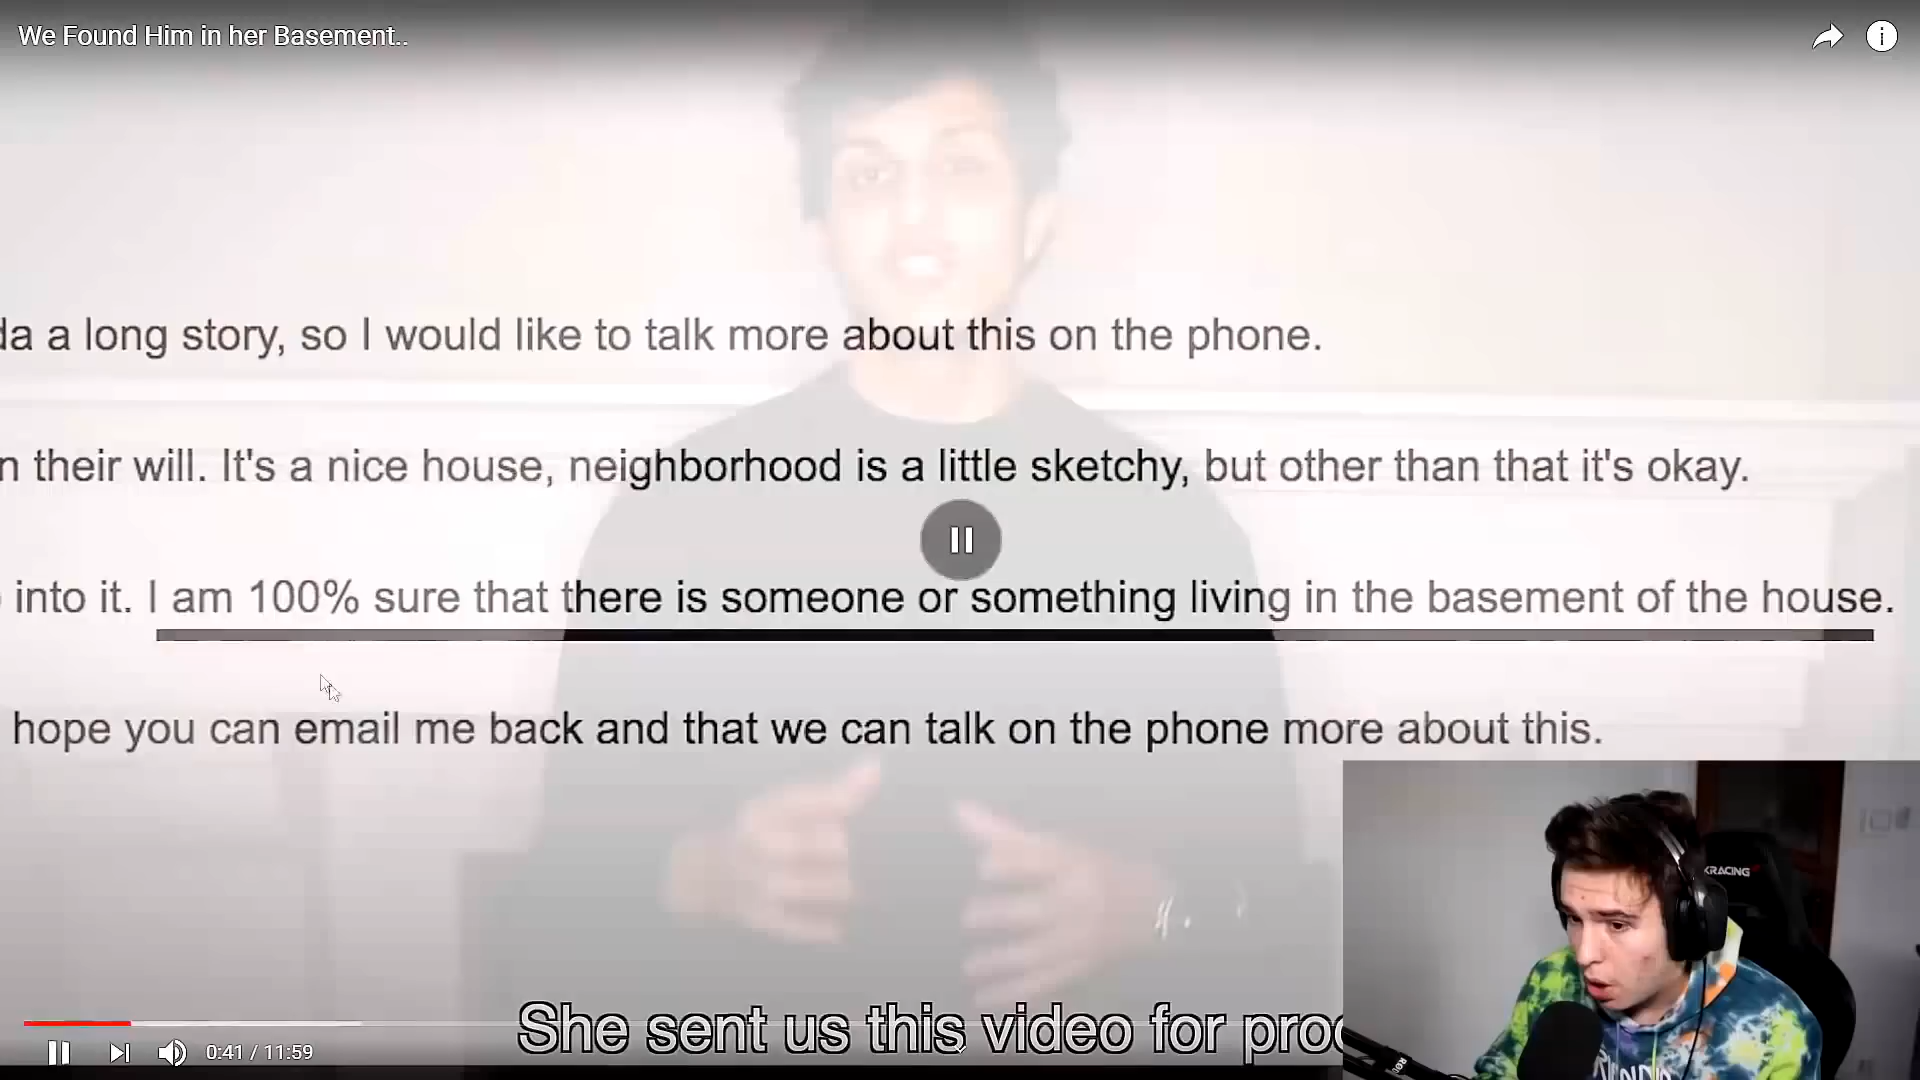 We Found Him in her Basement..
da a long story, so I would like to talk more about this on the phone.
n their will. It's a nice house, neighborhood is a little sketchy, but other than that it's okay.
into it. I am 100% sure that there is someone or something living in the basement of the house.
hope you can email me back and that we can talk on the phone more about this.
KRACING
She sent us this video for proo
0:41 / 11:59